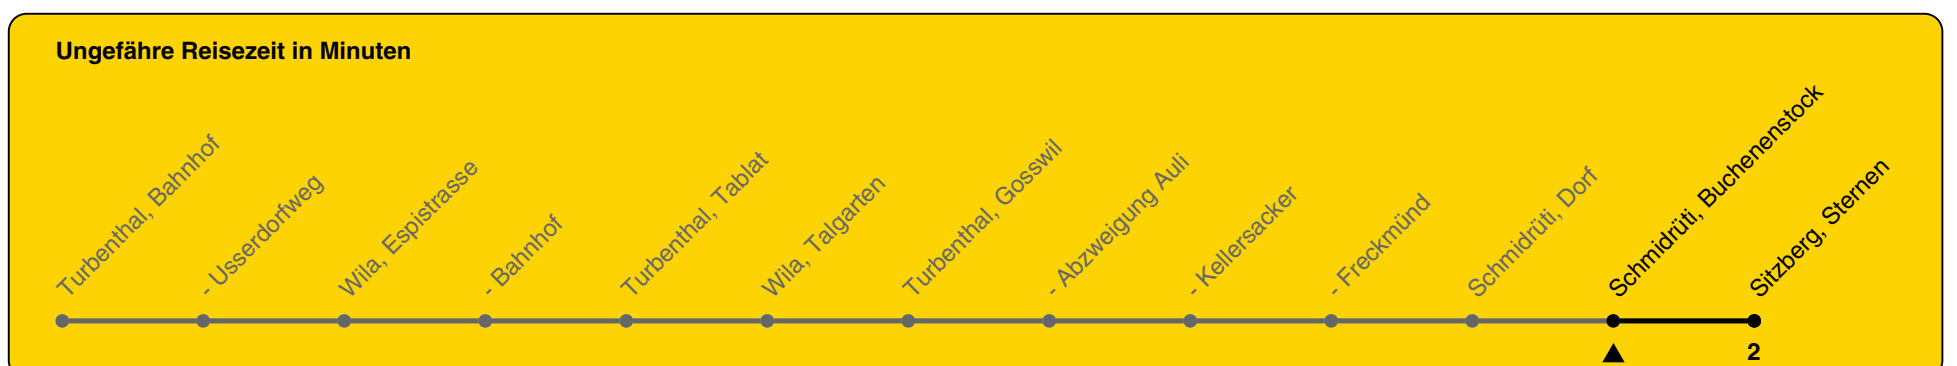 Ungefähre Reisezeit in Minuten
Turbenthal, Bahnhof
- Usserdorfweg
Wila, Espistrasse
- Bahnhof
Turbenthal, Tablat
Wila, Talgarten
Turbenthal, Gosswil
- Abzweigung Auli
- Kellersacker
- Freckmünd
Schmidrüti, Dorf
Schmidrüti, Buchenenstock
Sitzberg, Sternen
2